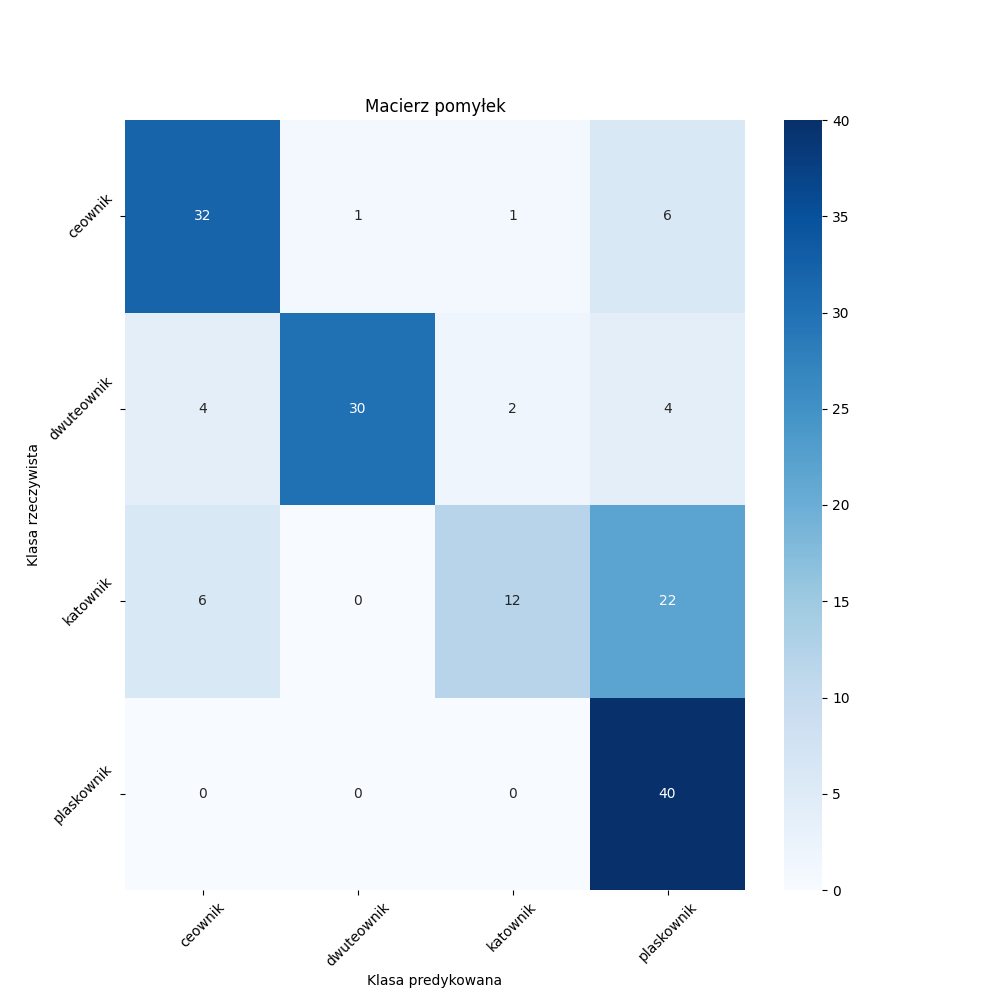 Macierz pomyłek
40
35
30
25
20
15
10
5
0
Klasa rzeczywista
ceownik
32 1 1 6
dwuteownik
4 30 2 4
katownik
6 0 12 22
plaskownik
0 0 0 40
ceownik dwuteownik katownik plaskownik
Klasa predykowana